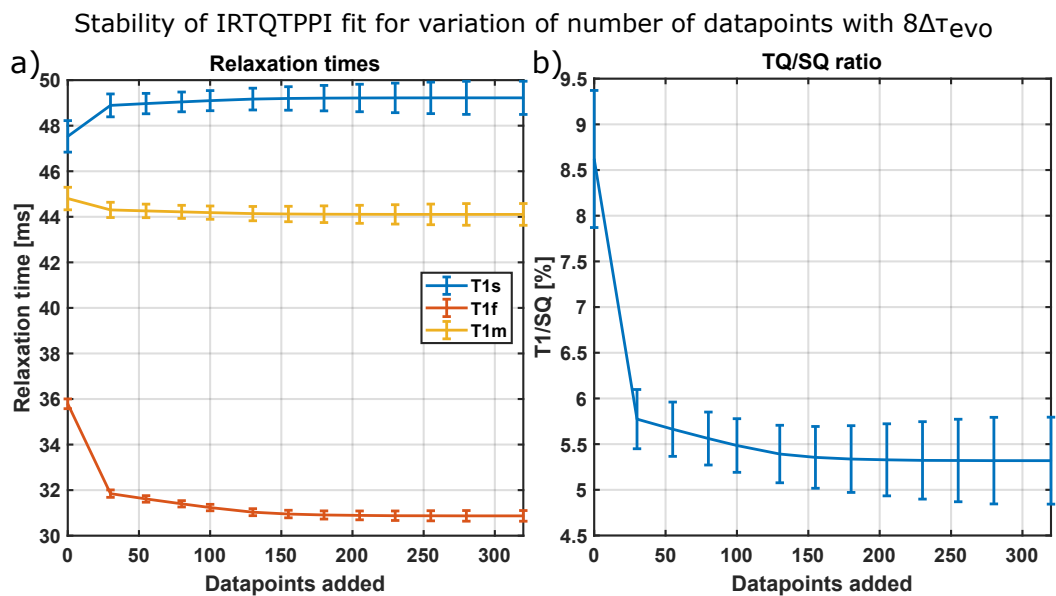 Stability of IRTQTPPI fit for variation of number of datapoints with 8Δτevo
a)
Relaxation times
50
48
46
44
42
40
38
36
34
32
30
Relaxation time [ms]
T1s
T1f
T1m
0 50 100 150 200 250 300
Datapoints added
b)
TQ/SQ ratio
9.5
9
8.5
8
7.5
7
6.5
6
5.5
5
4.5
T1/SQ [%]
0 50 100 150 200 250 300
Datapoints added